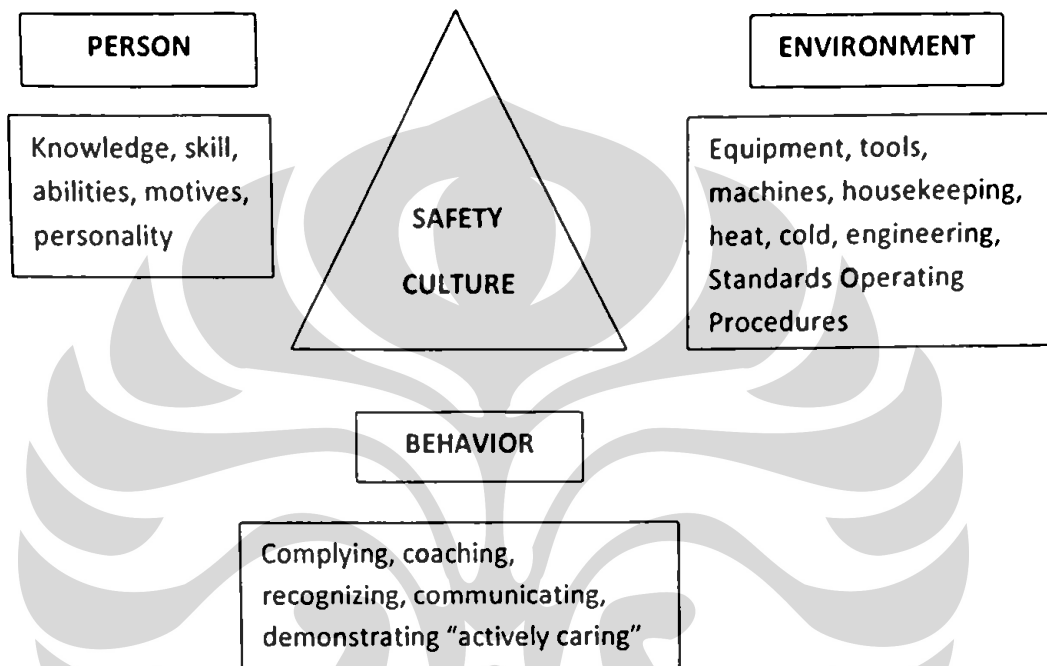 PERSON
ENVIRONMENT
Knowledge, skill,
abilities, motives,
personality
SAFETY
CULTURE
Equipment, tools,
machines, housekeeping,
heat, cold, engineering,
Standards Operating
Procedures
BEHAVIOR
Complying, coaching,
recognizing, communicating,
demonstrating “actively caring”